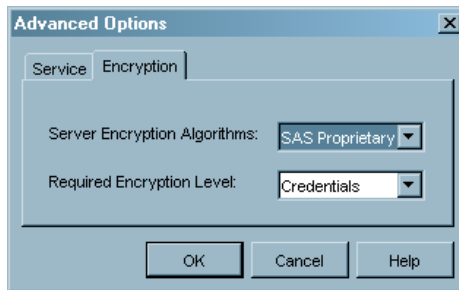 Advanced Options
Service Encryption
Server Encryption Algorithms: SAS Proprietary
Required Encryption Level: Credentials
OK Cancel Help